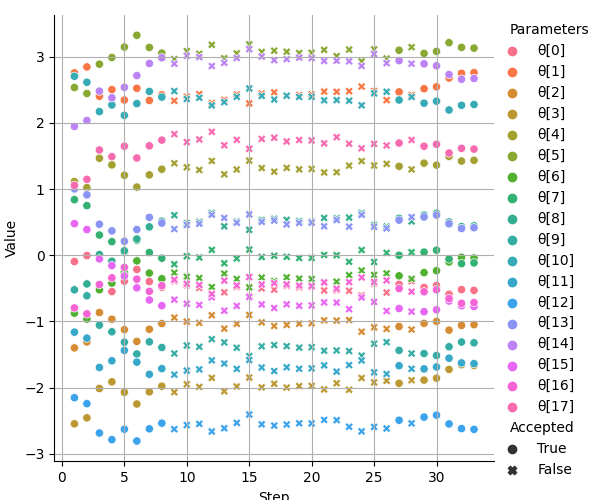 Parameters
θ[0]
θ[1]
θ[2]
θ[3]
θ[4]
θ[5]
θ[6]
θ[7]
θ[8]
θ[9]
θ[10]
θ[11]
θ[12]
θ[13]
θ[14]
θ[15]
θ[16]
θ[17]
Accepted
True
False
3
2
1
0
−1
−2
−3
Value
0
5
10
15
20
25
30
Step